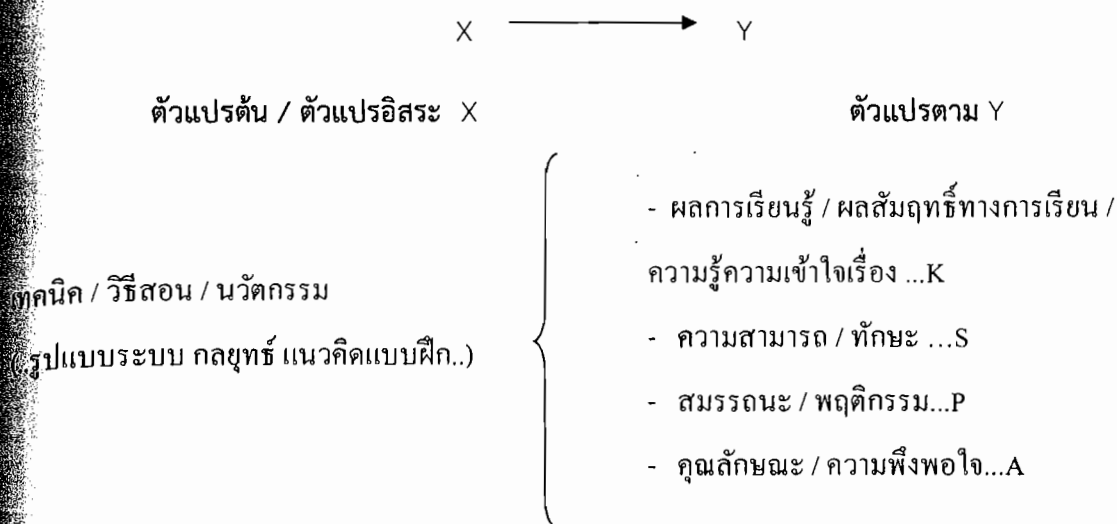 X Y
ตัวแปรต้น / ตัวแปรอิสระ X ตัวแปรตาม Y
- ผลการเรียนรู้ / ผลสัมฤทธิ์ทางการเรียน /
ความรู้ความเข้าใจเรื่อง ...K
เทคนิค / วิธีสอน / นวัตกรรม
(.รูปแบบระบบ กลยุทธ์ แนวคิดแบบฝึก..)
- ความสามารถ / ทักษะ ...S
- สมรรถนะ / พฤติกรรม...P
- คุณลักษณะ / ความพึงพอใจ...A